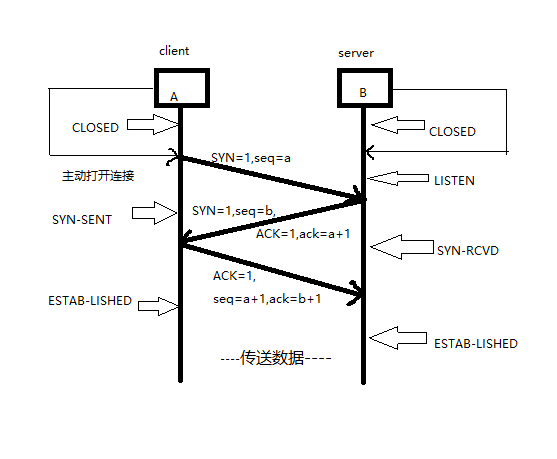 client
server
A
B
CLOSED
CLOSED
SYN=1,seq=a
主动打开连接
LISTEN
SYN=1,seq=b,
SYN-SENT
ACK=1,ack=a+1
SYN-RCVD
ACK=1,
ESTAB-LISHED
seq=a+1,ack=b+1
ESTAB-LISHED
----传送数据----